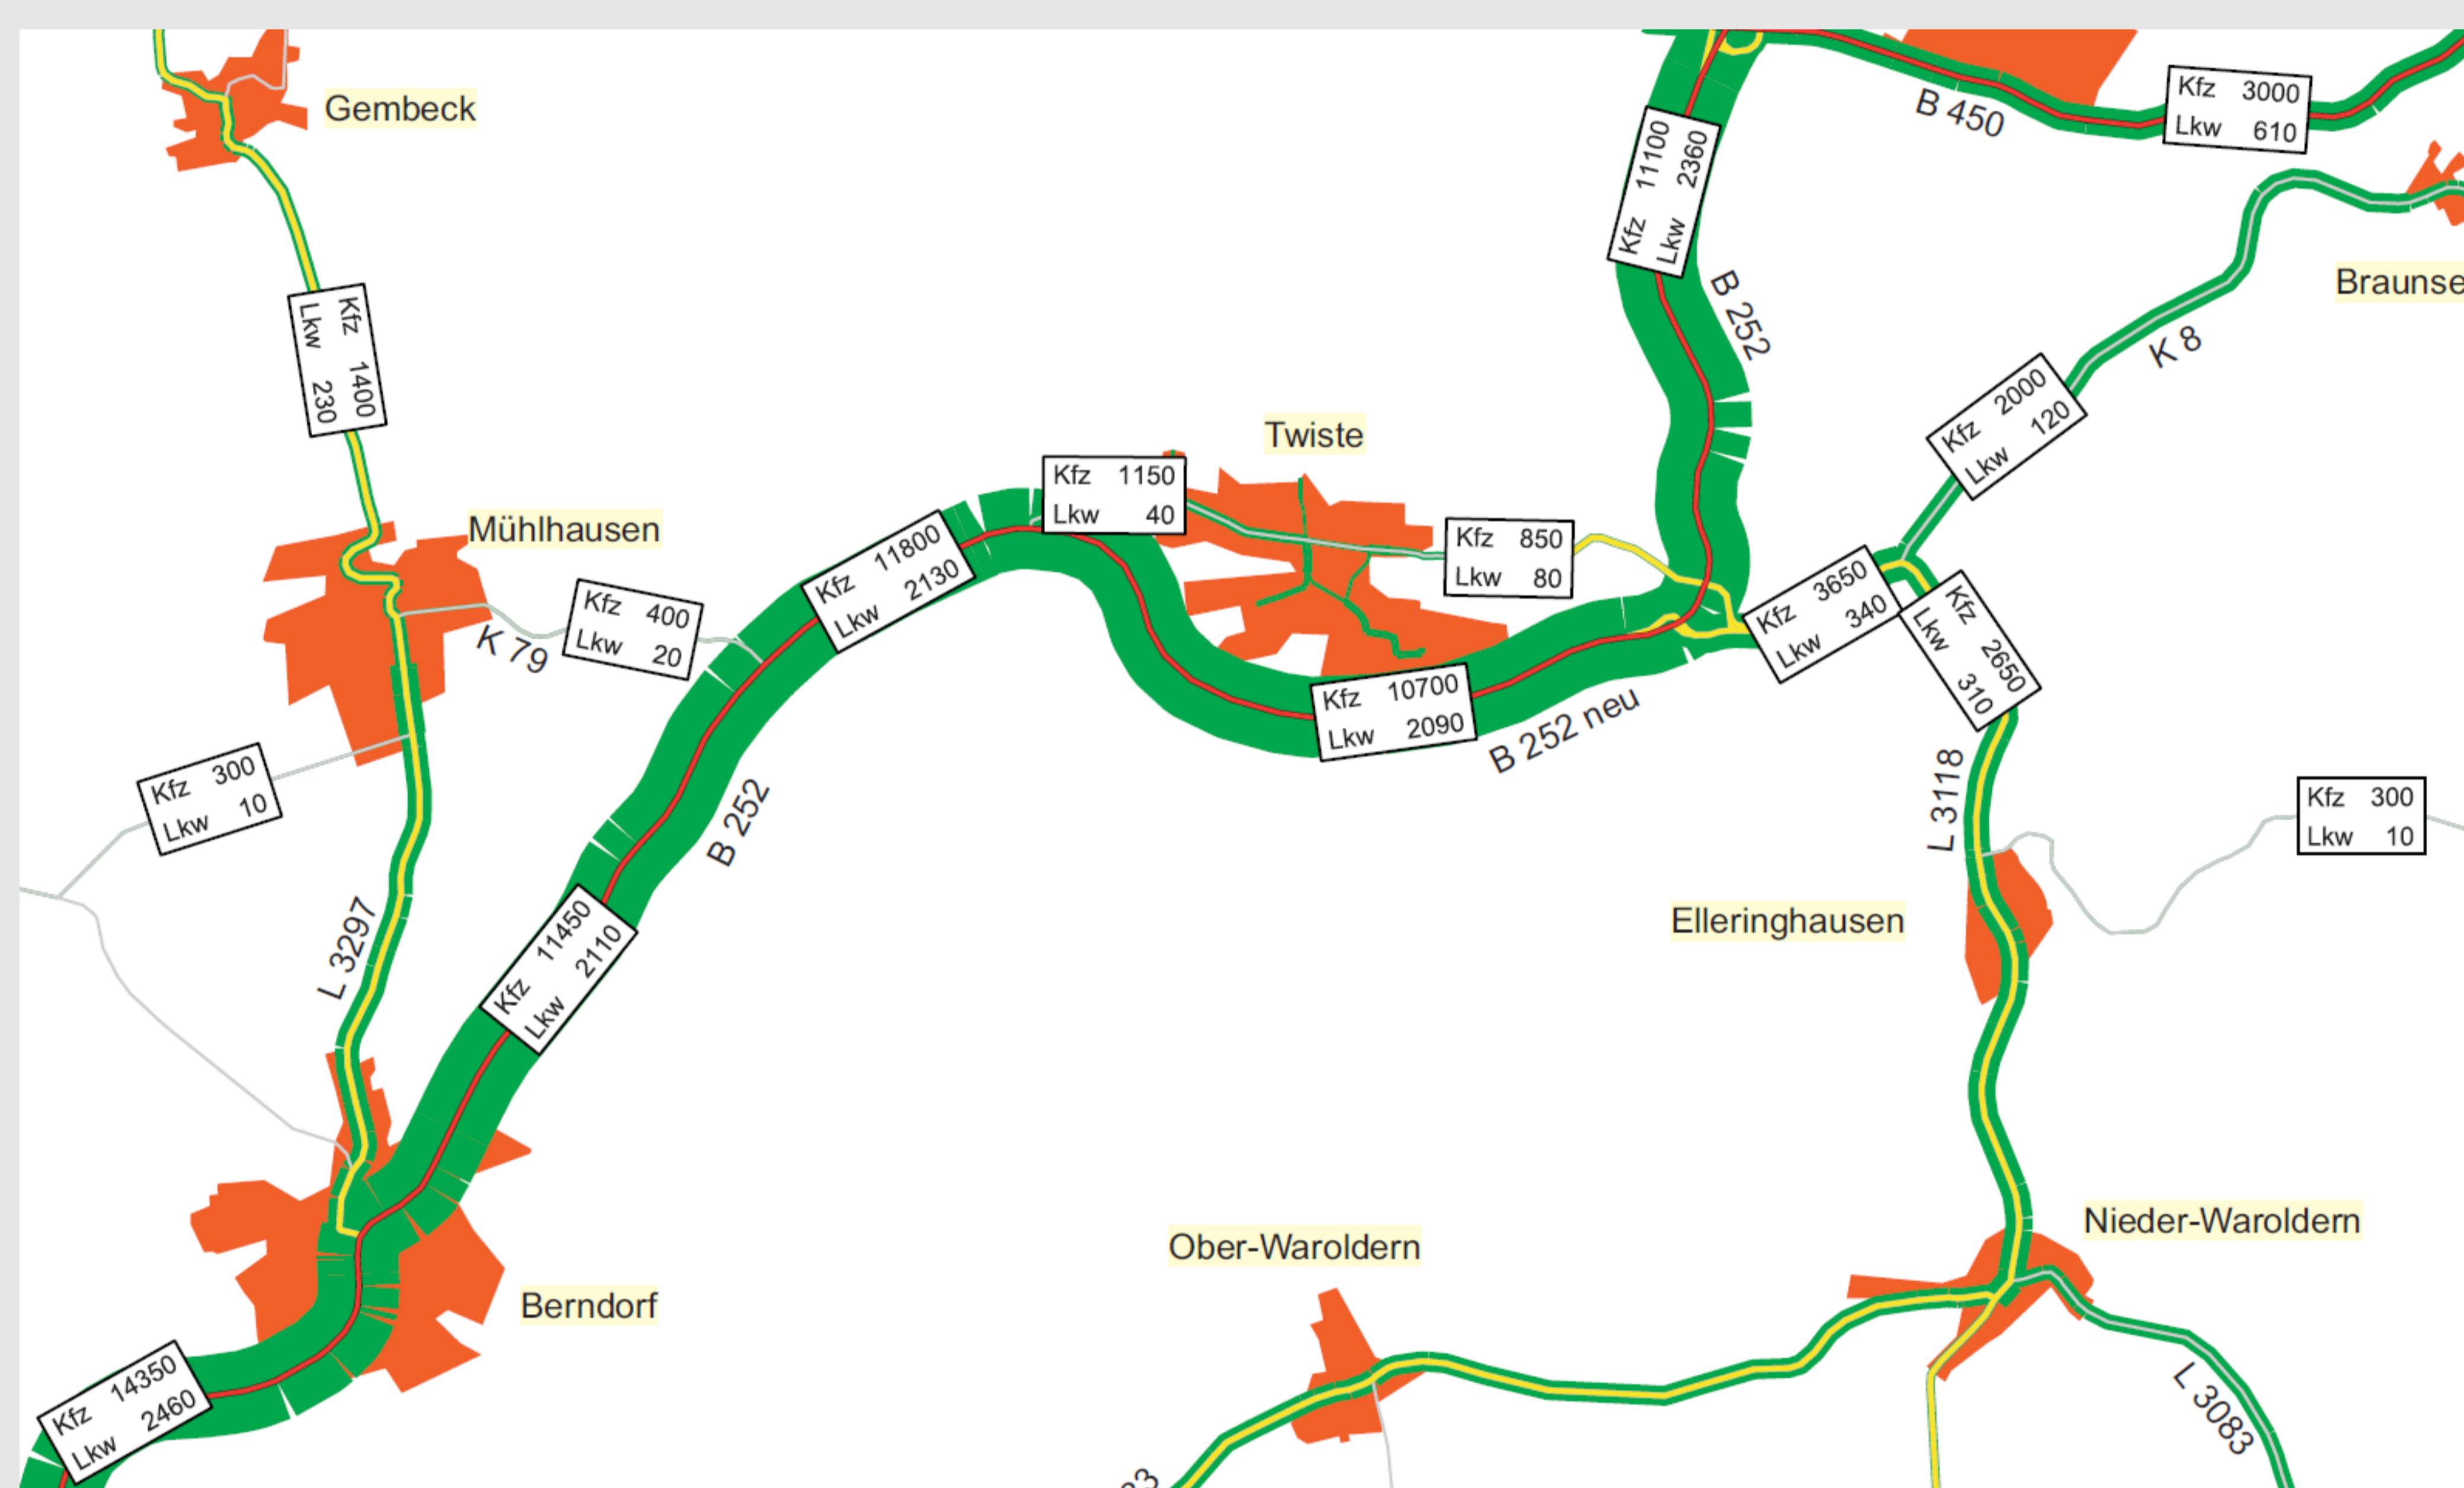 Gembeck
Kfz 3000
Lkw 610
B 450
Kfz 11100
Lkw 2360
B 252
Kfz 1400
Lkw 230
K 8
Kfz 2000
Lkw 120
Twiste
Kfz 1150
Lkw 40
Kfz 850
Lkw 80
Mühlhausen
Kfz 11800
Lkw 2130
Kfz 400
Lkw 20
K 79
Kfz 3650
Lkw 340
Kfz 2650
Lkw 310
Kfz 10700
Lkw 2090
B 252 neu
Kfz 300
Lkw 10
B 252
L 3118
Kfz 300
Lkw 10
Elleringhausen
L 3297
Kfz 11450
Lkw 2110
Nieder-Waroldern
Ober-Waroldern
Berndorf
Kfz 14350
Lkw 2460
L 3083